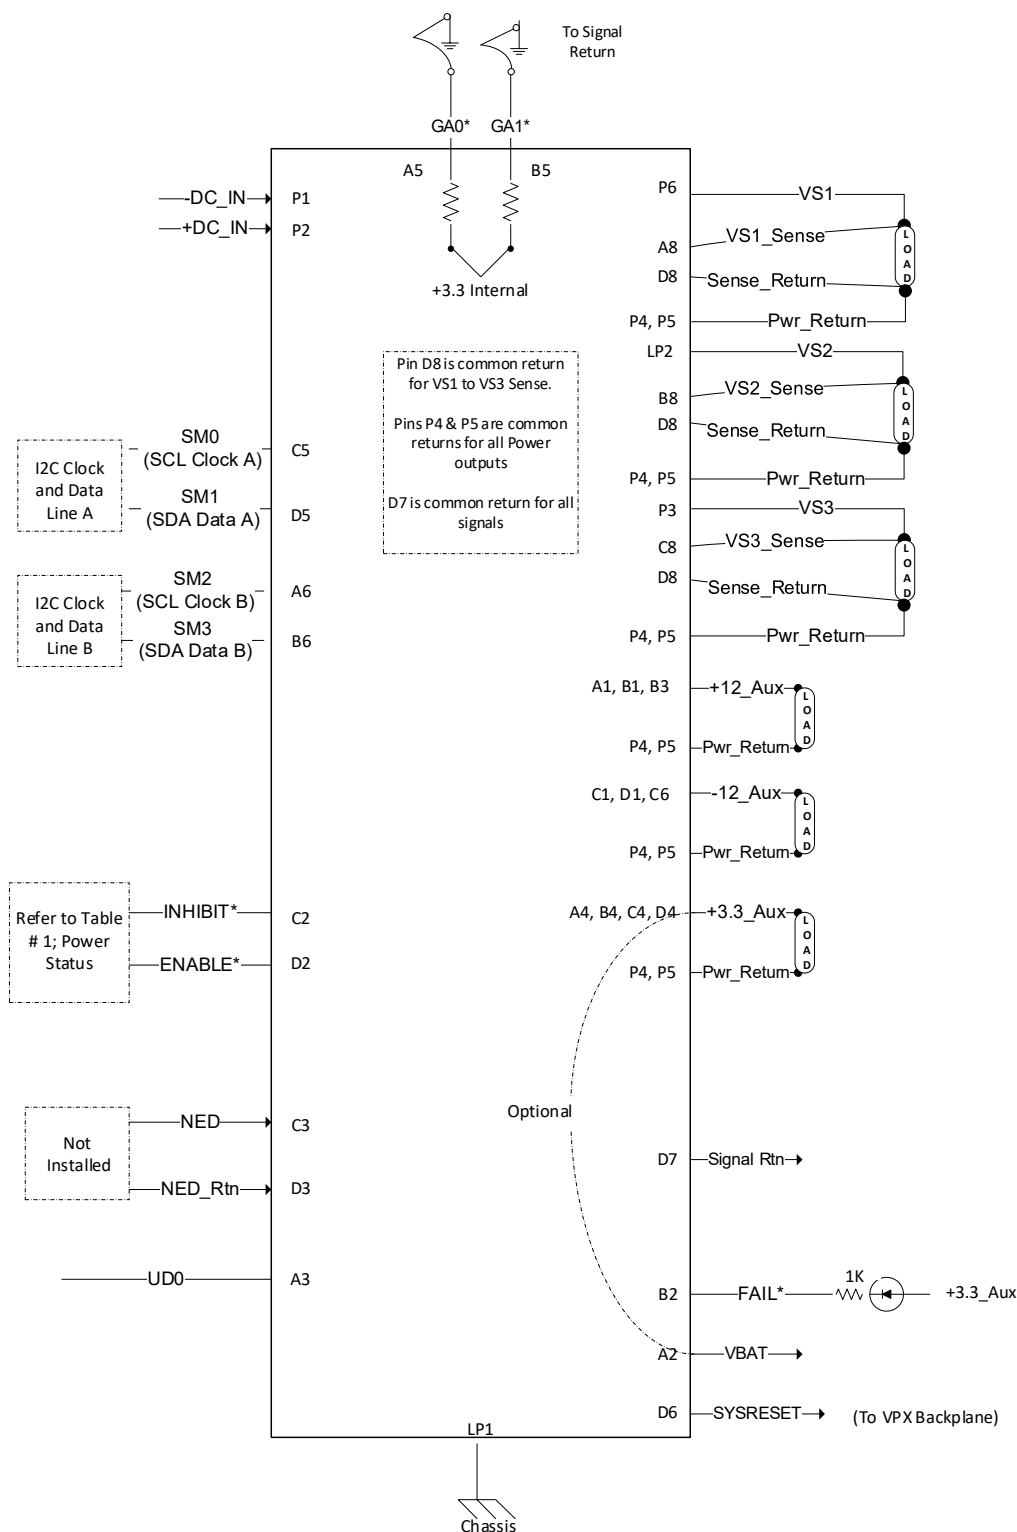 To Signal
Return
GA0*
GA1*
A5
B5
-DC_IN
P1
+DC_IN
P2
+3.3 Internal
P6
VS1
A8
VS1_Sense
D8
Sense_Return
P4, P5
Pwr_Return
LOAD
LP2
VS2
B8
VS2_Sense
D8
Sense_Return
P4, P5
Pwr_Return
LOAD
P3
VS3
C8
VS3_Sense
D8
Sense_Return
P4, P5
Pwr_Return
LOAD
Pin D8 is common return
for VS1 to VS3 Sense.
Pins P4 & P5 are common
returns for all Power
outputs
D7 is common return for all
signals
I2C Clock
and Data
Line A
SM0
(SCL Clock A)
C5
SM1
(SDA Data A)
D5
I2C Clock
and Data
Line B
SM2
(SCL Clock B)
A6
SM3
(SDA Data B)
B6
A1, B1, B3
+12_Aux
P4, P5
Pwr_Return
LOAD
C1, D1, C6
-12_Aux
P4, P5
Pwr_Return
LOAD
Refer to Table
# 1; Power
Status
INHIBIT*
C2
ENABLE*
D2
A4, B4, C4, D4
+3.3_Aux
P4, P5
Pwr_Return
LOAD
Optional
Not
Installed
NED
C3
NED_Rtn
D3
D7
Signal Rtn
UD0
A3
B2
FAIL*
1K
+3.3_Aux
A2
VBAT
D6
SYSRESET
(To VPX Backplane)
LP1
Chassis